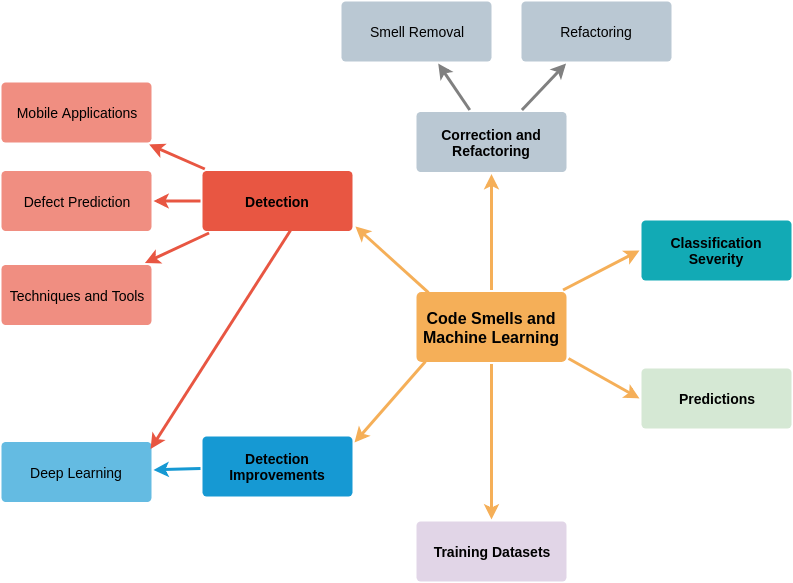 Smell Removal
Refactoring
Mobile Applications
Correction and
Refactoring
Defect Prediction
Detection
Classification
Severity
Techniques and Tools
Code Smells and
Machine Learning
Predictions
Deep Learning
Detection
Improvements
Training Datasets